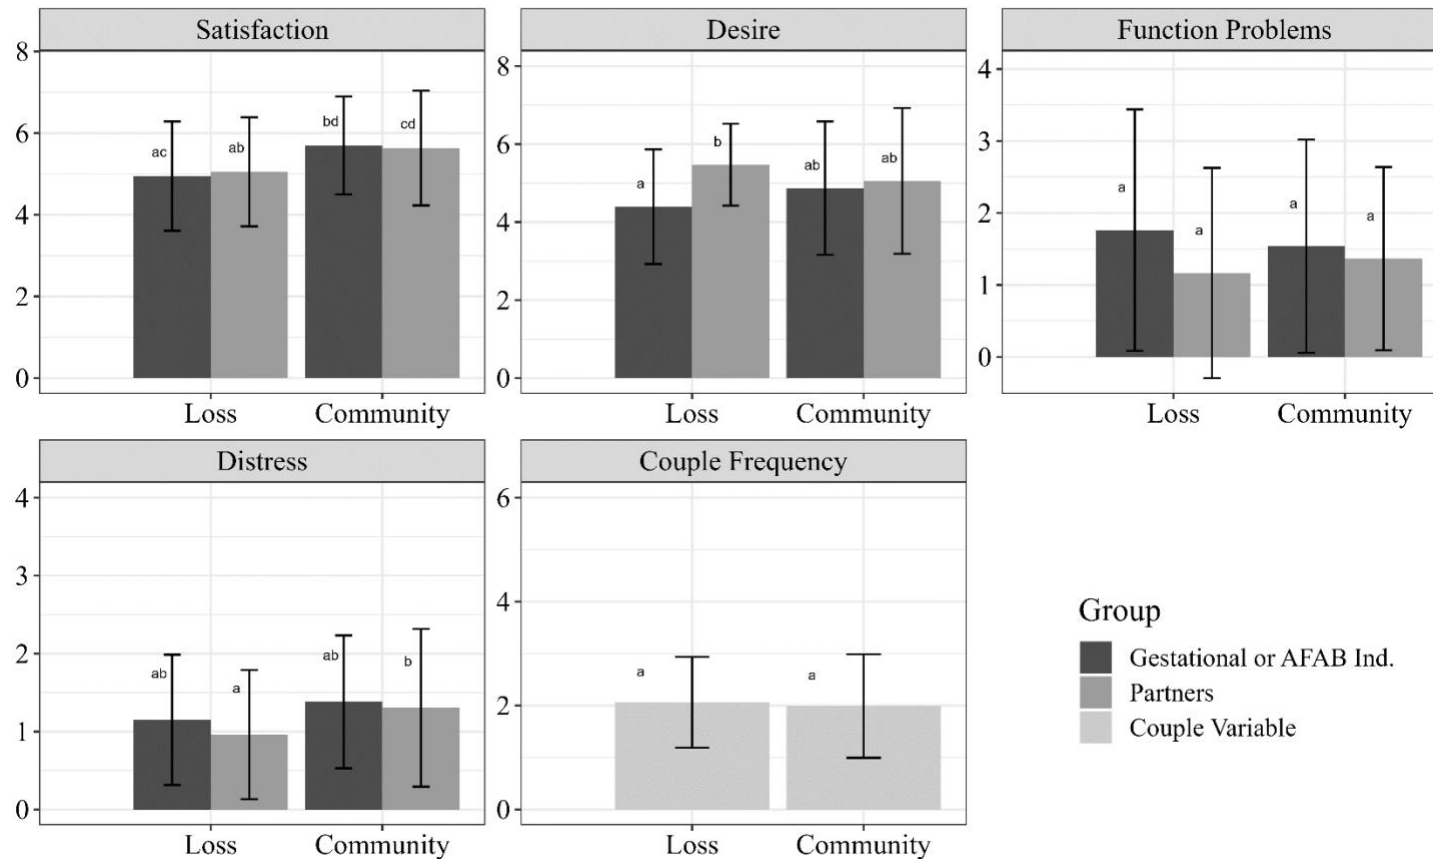 Satisfaction
8
6
4
2
0
ac
ab
bd
cd
Loss Community
Desire
8
6
4
2
0
a
b
ab
ab
Loss Community
Function Problems
4
3
2
1
0
a
a
a
a
Loss Community
Distress
4
3
2
1
0
ab
a
ab
b
Loss Community
Couple Frequency
6
4
2
0
a
a
Loss Community
Group
Gestational or AFAB Ind.
Partners
Couple Variable